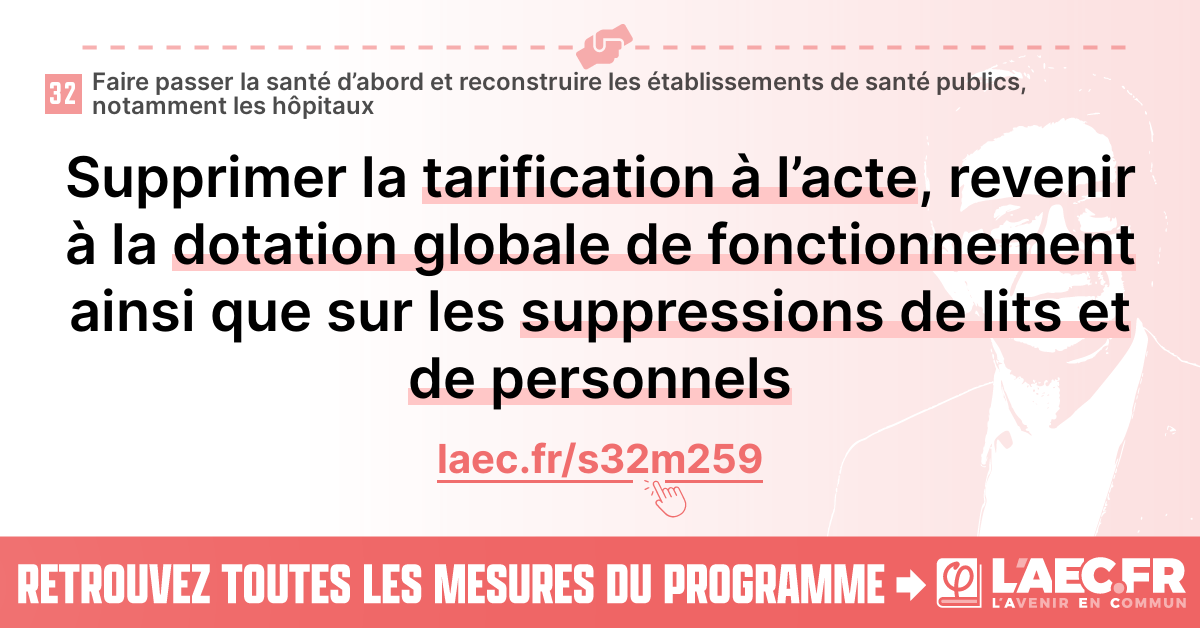 32
Faire passer la santé d’abord et reconstruire les établissements de santé publics,
notamment les hôpitaux
Supprimer la tarification à l’acte, revenir
à la dotation globale de fonctionnement
ainsi que sur les suppressions de lits et
de personnels
laec.fr/s32m259
RETROUVEZ TOUTES LES MESURES DU PROGRAMME
φ
L'AEC.FR
L'AVENIR EN COMMUN